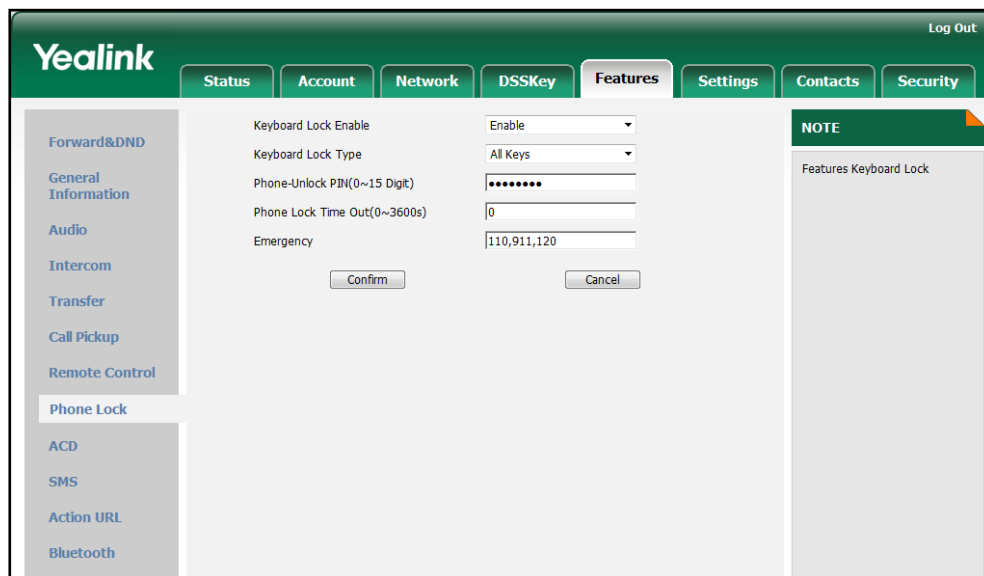 Log Out
Yealink
Status Account Network DSSKey Features Settings Contacts Security
Forward&DND
General
Information
Audio
Intercom
Transfer
Call Pickup
Remote Control
Phone Lock
ACD
SMS
Action URL
Bluetooth
Keyboard Lock Enable Enable
Keyboard Lock Type All Keys
Phone-Unlock PIN(0~15 Digit) ••••••••
Phone Lock Time Out(0~3600s) 0
Emergency 110,911,120
Confirm Cancel
NOTE
Features Keyboard Lock